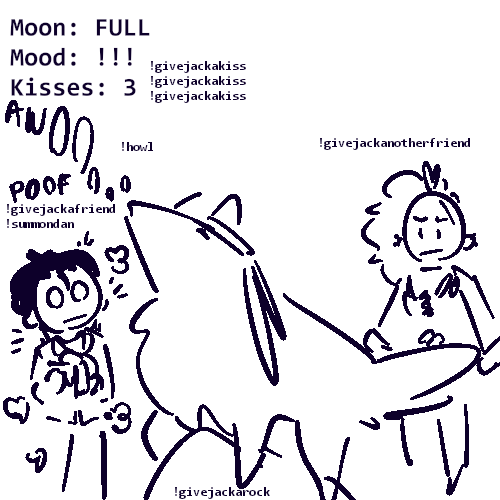 Moon: FULL
Mood: !!!
Kisses: 3
!givejackakiss
!givejackakiss
!givejackakiss
AWOO
!howl
!givejackanotherfriend
POOF
!givejackafriend
!summondan
!givejackarock